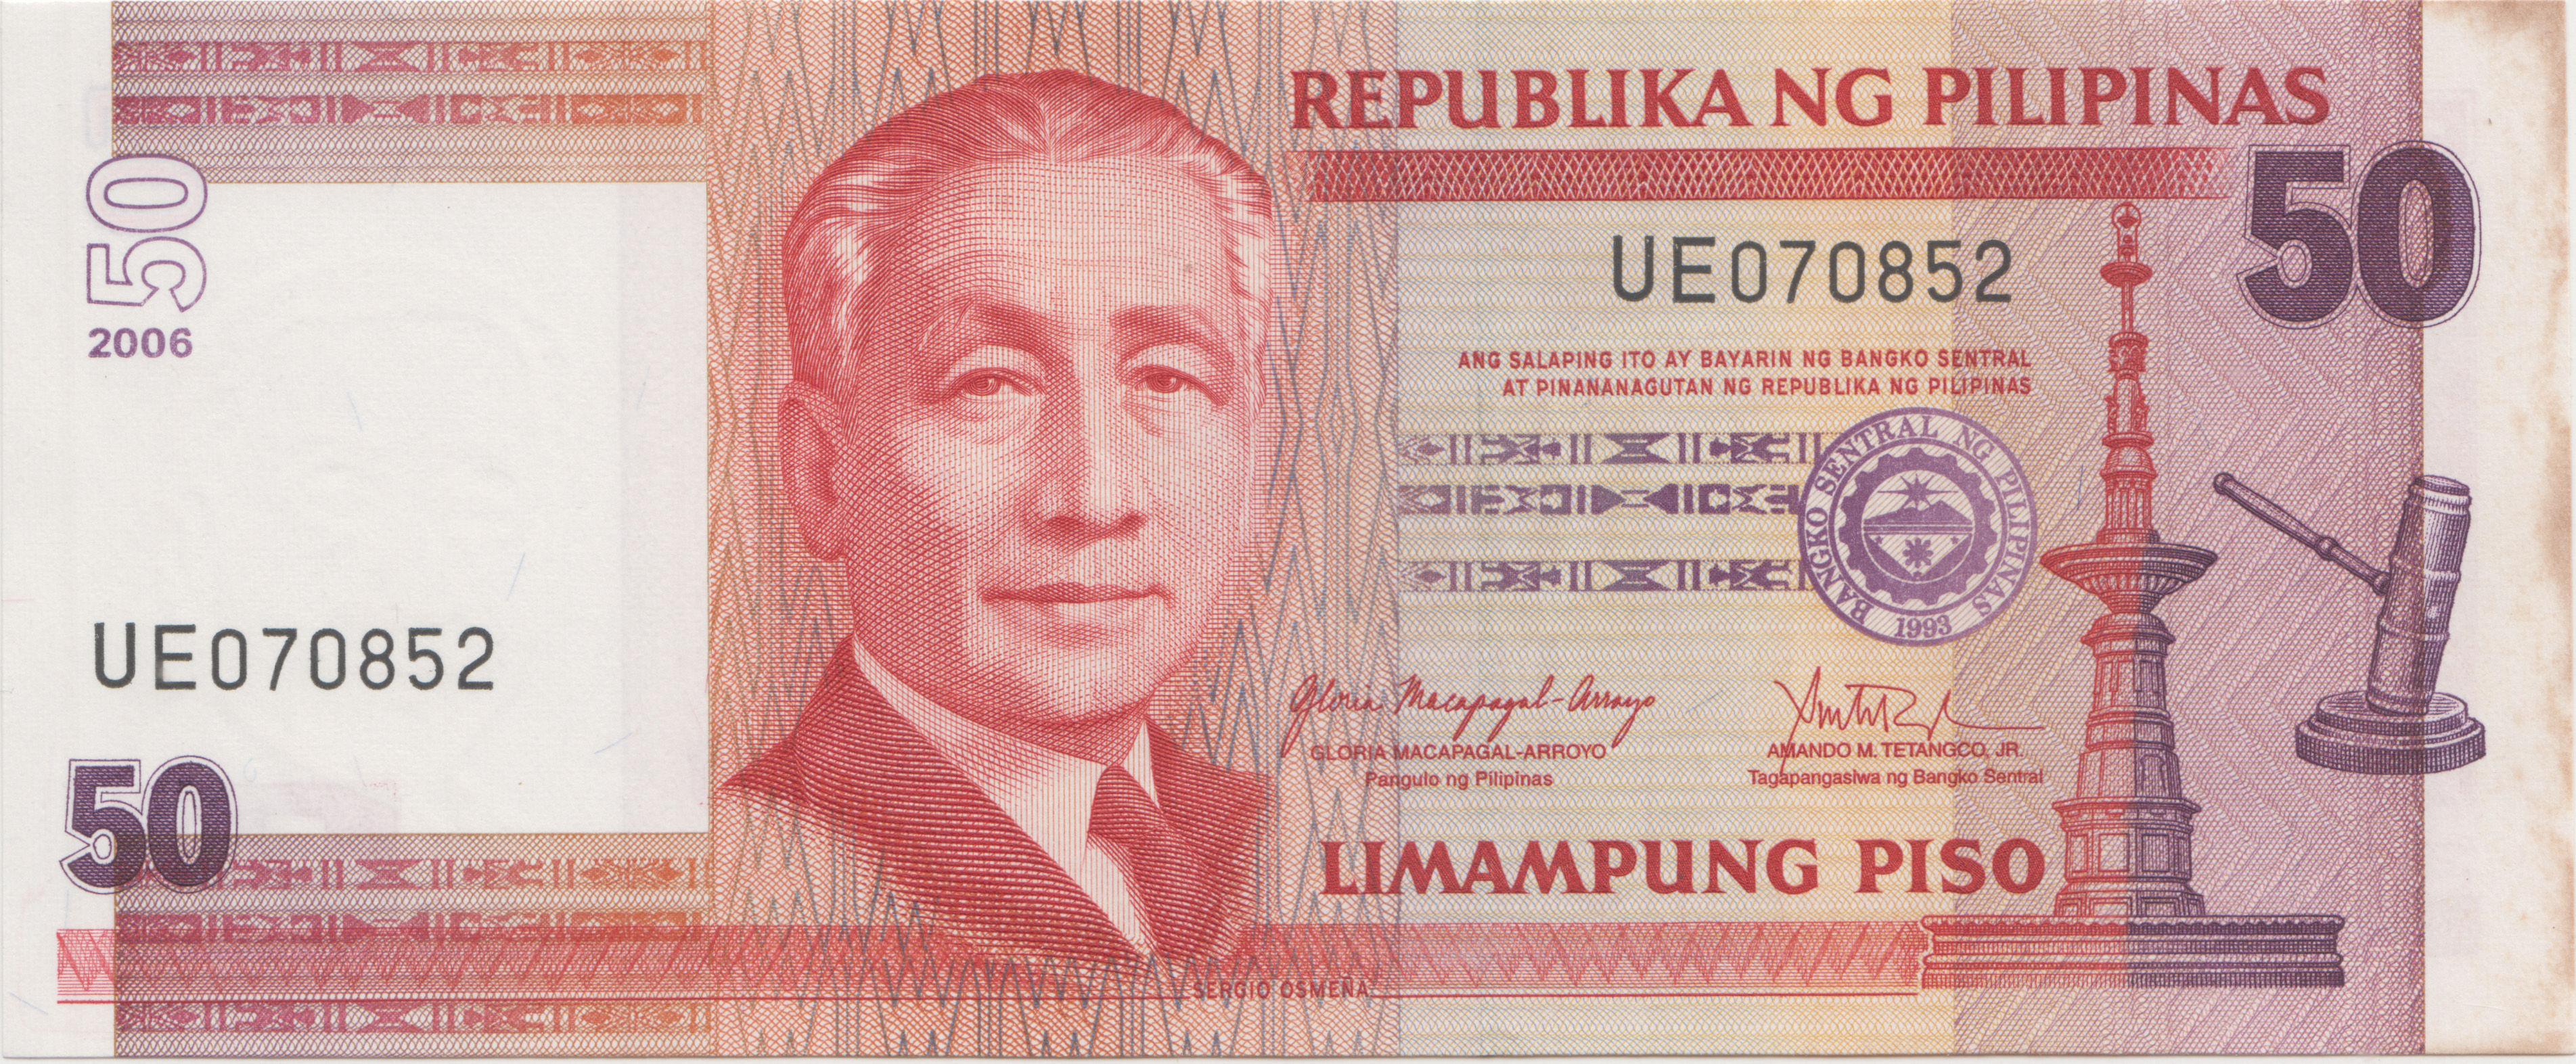 REPUBLIKA NG PILIPINAS
50
50
2006
UE070852
ANG SALAPING ITO AY BAYARIN NG BANGKO SENTRAL
AT PINANANAGUTAN NG REPUBLIKA NG PILIPINAS
BANGKO SENTRAL NG PILIPINAS
1993
UE070852
Gloria Macapagal-Arroyo
GLORIA MACAPAGAL-ARROYO
Pangulo ng Pilipinas
AMANDO M. TETANGCO, JR.
Tagapangasiwa ng Bangko Sentral
50
LIMAMPUNG PISO
SERGIO OSMEÑA